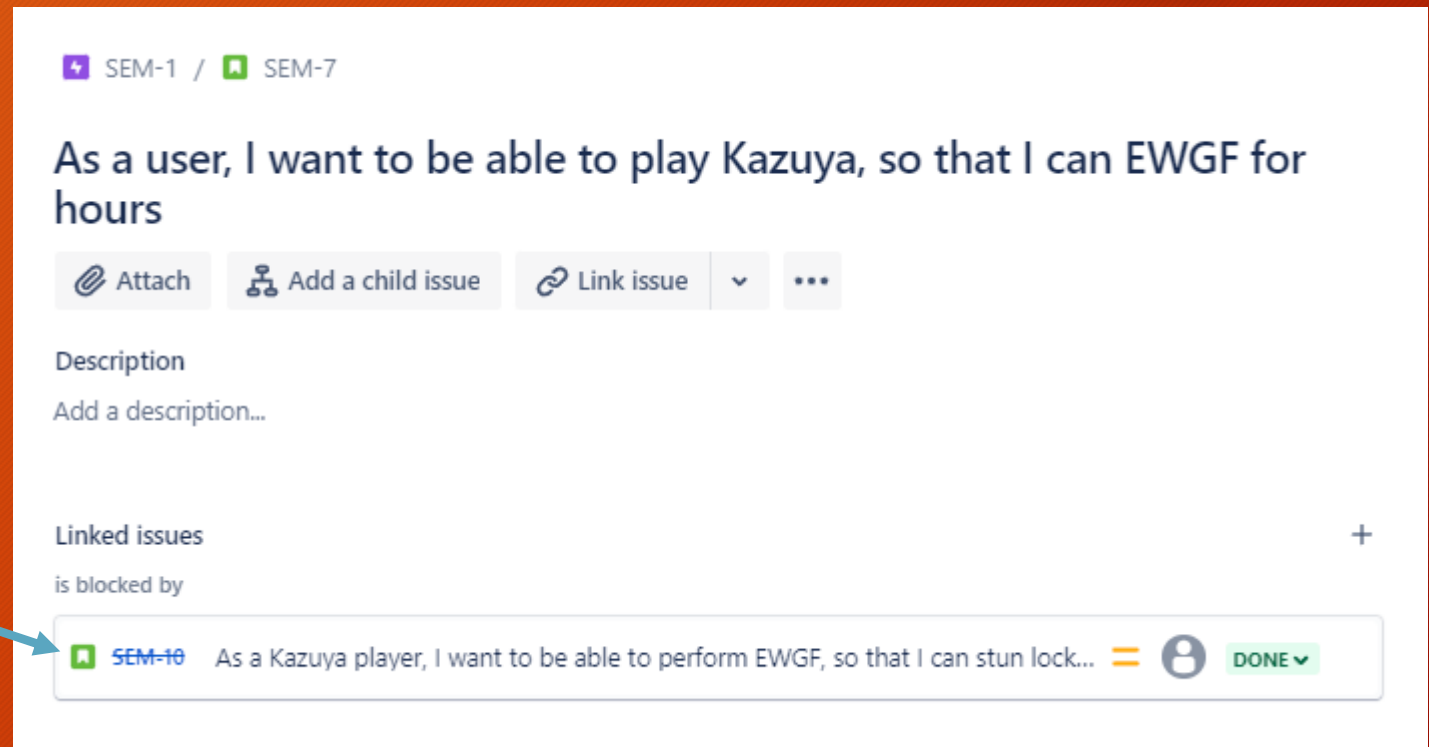 SEM-1 / SEM-7
As a user, I want to be able to play Kazuya, so that I can EWGF for
hours
Attach Add a child issue Link issue
Description
Add a description...
Linked issues
is blocked by
SEM-10 As a Kazuya player, I want to be able to perform EWGF, so that I can stun lock... DONE